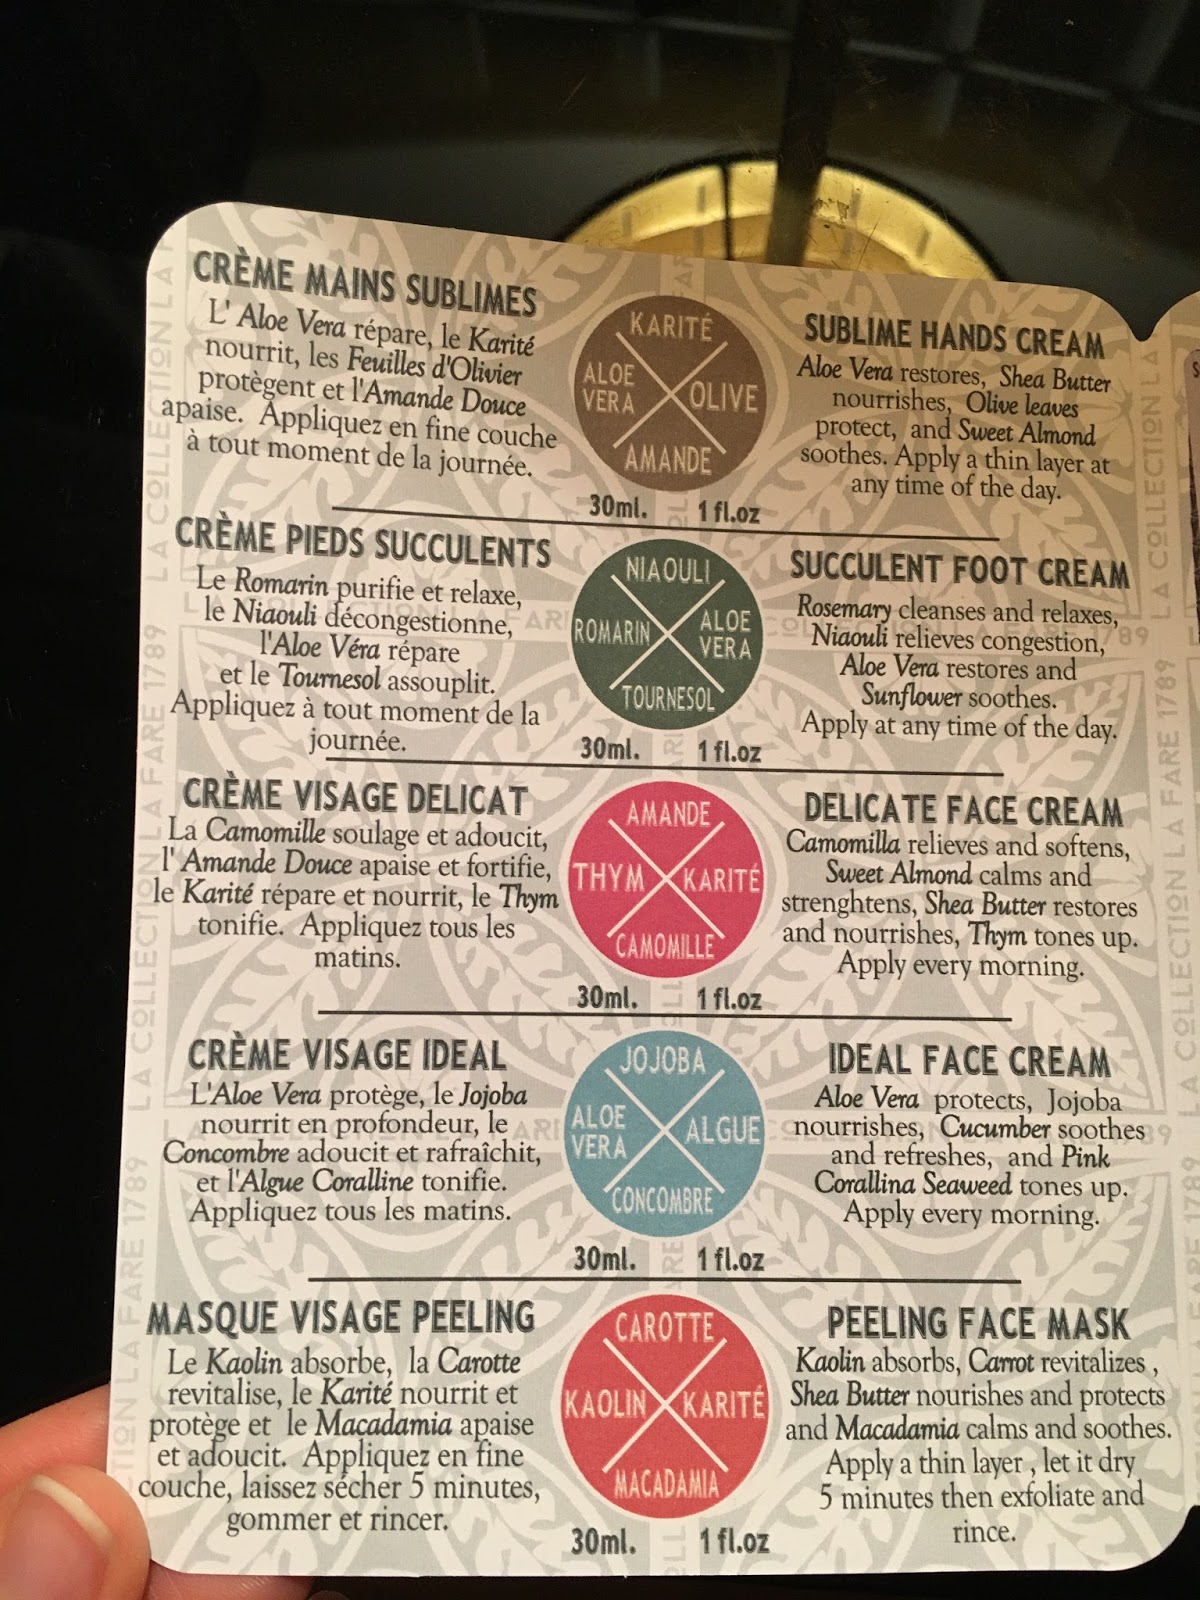 CRÈME MAINS SUBLIMES
L' Aloe Vera répare, le Karité
nourrit, les Feuilles d'Olivier
protègent et l'Amande Douce
apaise. Appliquez en fine couche
à tout moment de la journée.
KARITÉ
ALOE
VERA
OLIVE
AMANDE
30ml. 1 fl.oz
SUBLIME HANDS CREAM
Aloe Vera restores, Shea Butter
nourrishes, Olive leaves
protect, and Sweet Almond
soothes. Apply a thin layer at
any time of the day.
CRÈME PIEDS SUCCULENTS
Le Romarin purifie et relaxe,
le Niaouli décongestionne,
l'Aloe Véra répare
et le Tournesol assouplit.
Appliquez à tout moment de la
journée.
NIAOULI
ROMARIN
ALOE
VERA
TOURNESOL
30ml. 1 fl.oz
SUCCULENT FOOT CREAM
Rosemary cleanses and relaxes,
Niaouli relieves congestion,
Aloe Vera restores and
Sunflower soothes.
Apply at any time of the day.
CRÈME VISAGE DELICAT
La Camomille soulage et adoucit,
l' Amande Douce apaise et fortifie,
le Karité répare et nourrit, le Thym
tonifie. Appliquez tous les
matins.
AMANDE
THYM
KARITÉ
CAMOMILLE
30ml. 1 fl.oz
DELICATE FACE CREAM
Camomilla relieves and softens,
Sweet Almond calms and
strenghtens, Shea Butter restores
and nourrishes, Thym tones up.
Apply every morning.
CRÈME VISAGE IDEAL
L'Aloe Vera protège, le Jojoba
nourrit en profondeur, le
Concombre adoucit et rafraîchit,
et l'Algue Coralline tonifie.
Appliquez tous les matins.
JOJOBA
ALOE
VERA
ALGUE
CONCOMBRE
30ml. 1 fl.oz
IDEAL FACE CREAM
Aloe Vera protects, Jojoba
nourrishes, Cucumber soothes
and refreshes, and Pink
Corallina Seaweed tones up.
Apply every morning.
MASQUE VISAGE PEELING
Le Kaolin absorbe, la Carotte
revitalise, le Karité nourrit et
protège et le Macadamia apaise
et adoucit. Appliquez en fine
couche, laissez sécher 5 minutes,
gommer et rincer.
CAROTTE
KAOLIN
KARITÉ
MACADAMIA
30ml. 1 fl.oz
PEELING FACE MASK
Kaolin absorbs, Carrot revitalizes ,
Shea Butter nourishes and protects
and Macadamia calms and soothes.
Apply a thin layer , let it dry
5 minutes then exfoliate and
rince.
LA COLLECTION LA FARE 1789